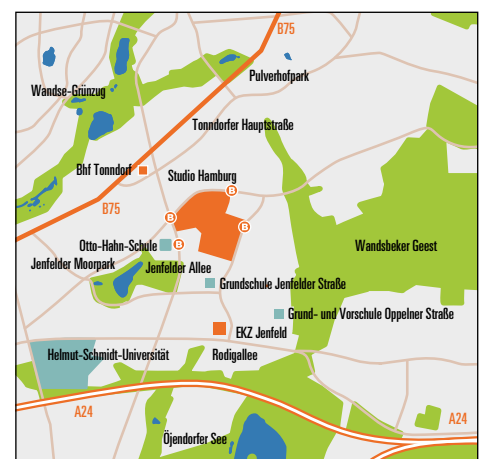 B75
Pulverhofpark
Wandse-Grünzug
Tonndorfer Hauptstraße
Bhf Tonndorf
Studio Hamburg
B
B75
B
B
Otto-Hahn-Schule
B
Wandsbeker Geest
Jenfelder Moorpark
Jenfelder Allee
Grundschule Jenfelder Straße
Grund- und Vorschule Oppelner Straße
EKZ Jenfeld
Helmut-Schmidt-Universität
Rodigallee
A24
A24
Öjendorfer See